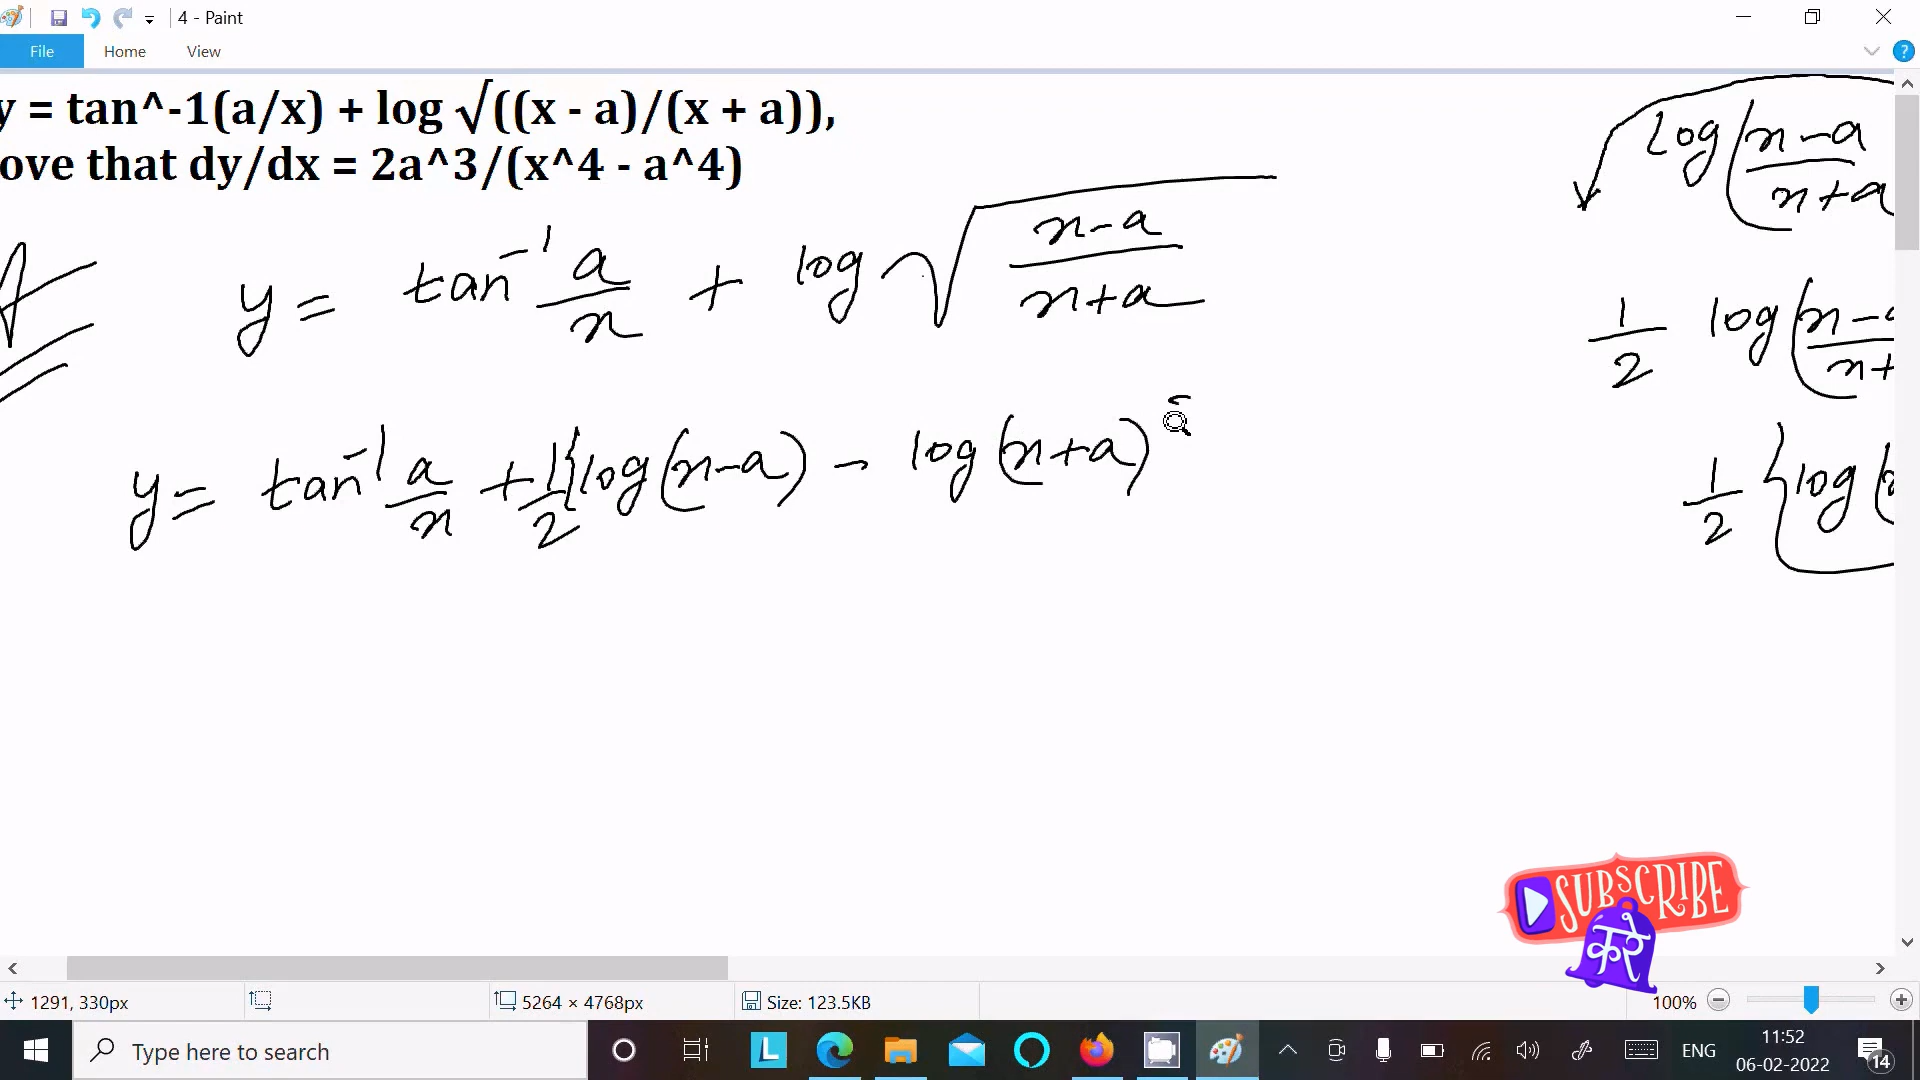 4 - Paint
File Home View
y = tan^-1(a/x) + log √((x - a)/(x + a)),
ove that dy/dx = 2a^3/(x^4 - a^4)
y = tan⁻¹ a/x + log √((x-a)/(x+a))
y = tan⁻¹ a/x + 1/2 {log(x-a) - log(x+a)
log(x-a/x+a
1/2 log(x-a/x+
1/2 {log(
SUBSCRIBE
करे
1291, 330px 5264 × 4768px Size: 123.5KB 100%
Type here to search
L
ENG
11:52
06-02-2022
14